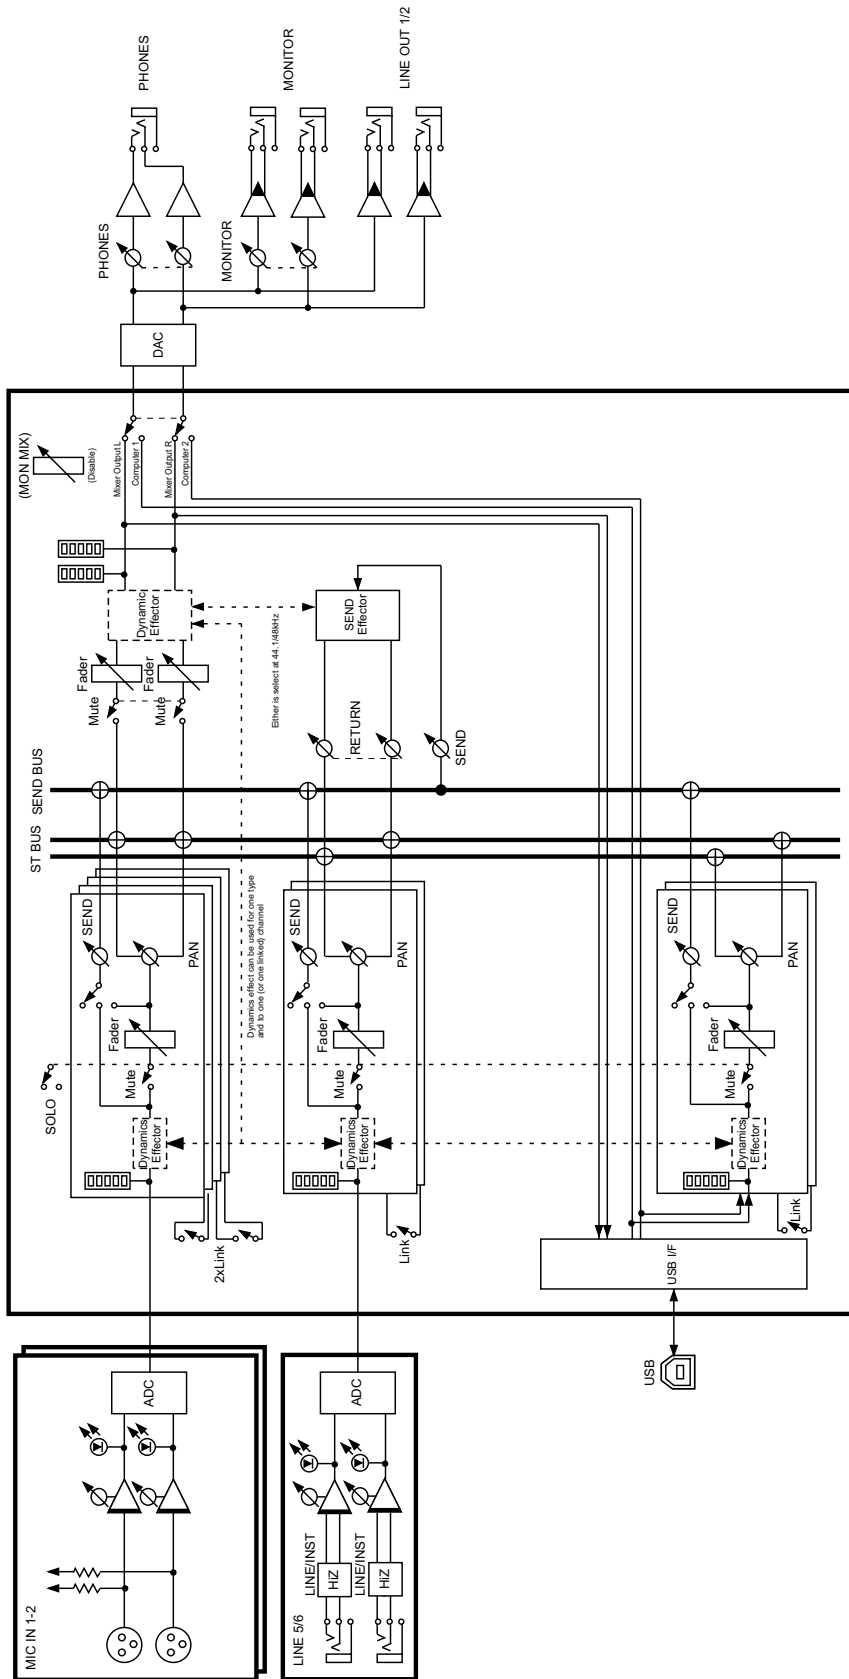 PHONES
MONITOR
LINE OUT 1/2
PHONES
MONITOR
DAC
(MON MIX)
(Disable)
Mixer Output L
Computer 1
Mixer Output R
Computer 2
Dynamic
Effector
SEND
Effector
Either is select at 44.1/48kHz
Fader
Fader
Mute
Mute
RETURN
SEND
SEND BUS
ST BUS
SEND
PAN
Fader
Mute
SOLO
Dynamics
Effector
2xLink
Dynamics effect can be used for one type
and to one (or one linked) channel
SEND
PAN
Fader
Mute
Dynamics
Effector
Link
SEND
PAN
Fader
Mute
Dynamics
Effector
Link
USB I/F
USB
ADC
MIC IN 1-2
ADC
LINE/INST
LINE/INST
HiZ
HiZ
LINE 5/6